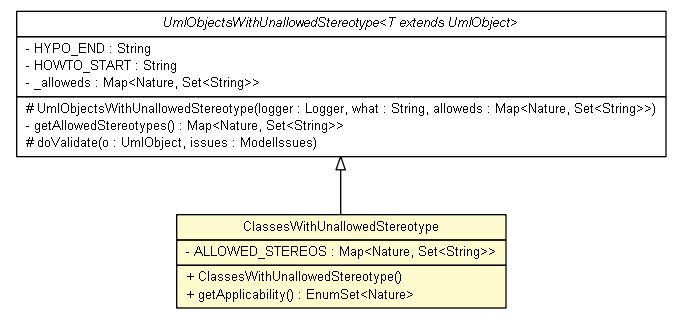 UmlObjectsWithUnallowedStereotype<T extends UmlObject>
- HYPO_END : String
- HOWTO_START : String
- _alloweds : Map<Nature, Set<String>>
# UmlObjectsWithUnallowedStereotype(logger : Logger, what : String, alloweds : Map<Nature, Set<String>>)
- getAllowedStereotypes() : Map<Nature, Set<String>>
# doValidate(o : UmlObject, issues : ModelIssues)
ClassesWithUnallowedStereotype
- ALLOWED_STEREOS : Map<Nature, Set<String>>
+ ClassesWithUnallowedStereotype()
+ getApplicability() : EnumSet<Nature>